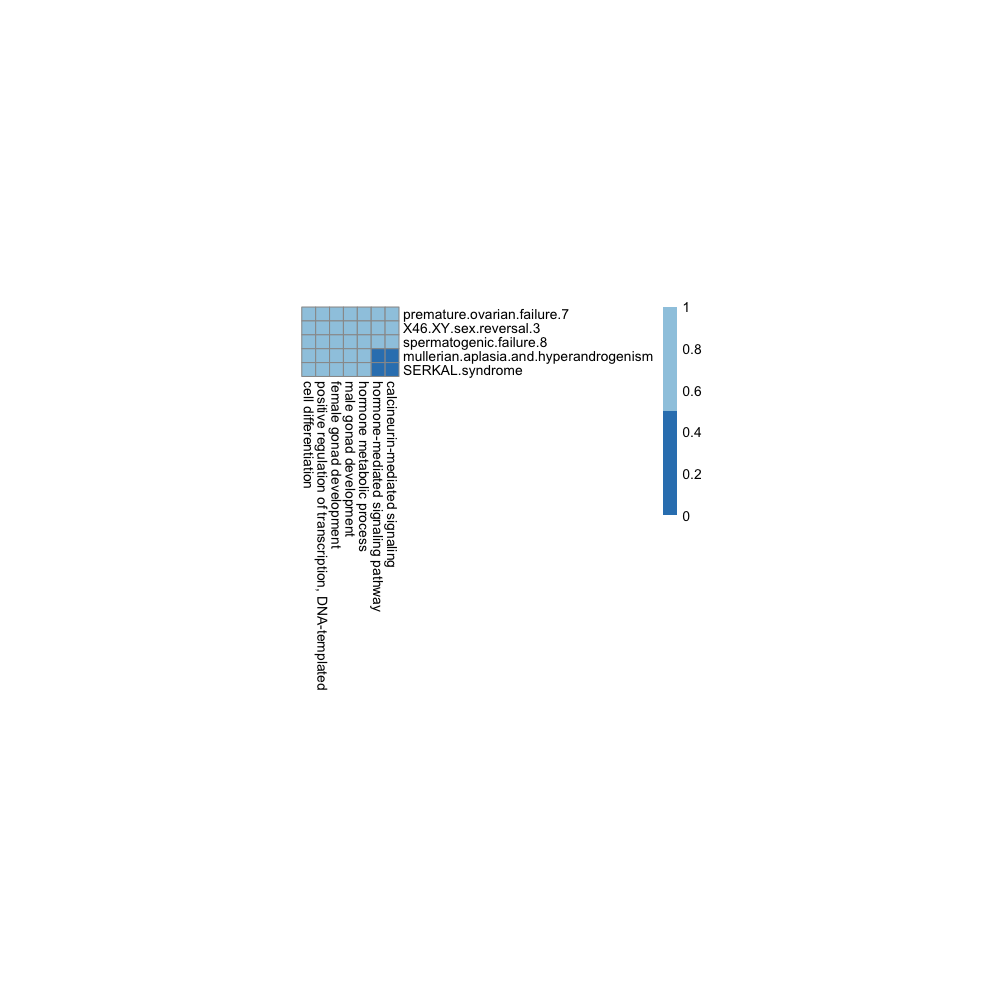 premature.ovarian.failure.7
X46.XY.sex.reversal.3
spermatogenic.failure.8
mullerian.aplasia.and.hyperandrogenism
SERKAL.syndrome
1
0.8
0.6
0.4
0.2
0
cell differentiation
positive regulation of transcription, DNA-templated
female gonad development
male gonad development
hormone metabolic process
hormone-mediated signaling pathway
calcineurin-mediated signaling